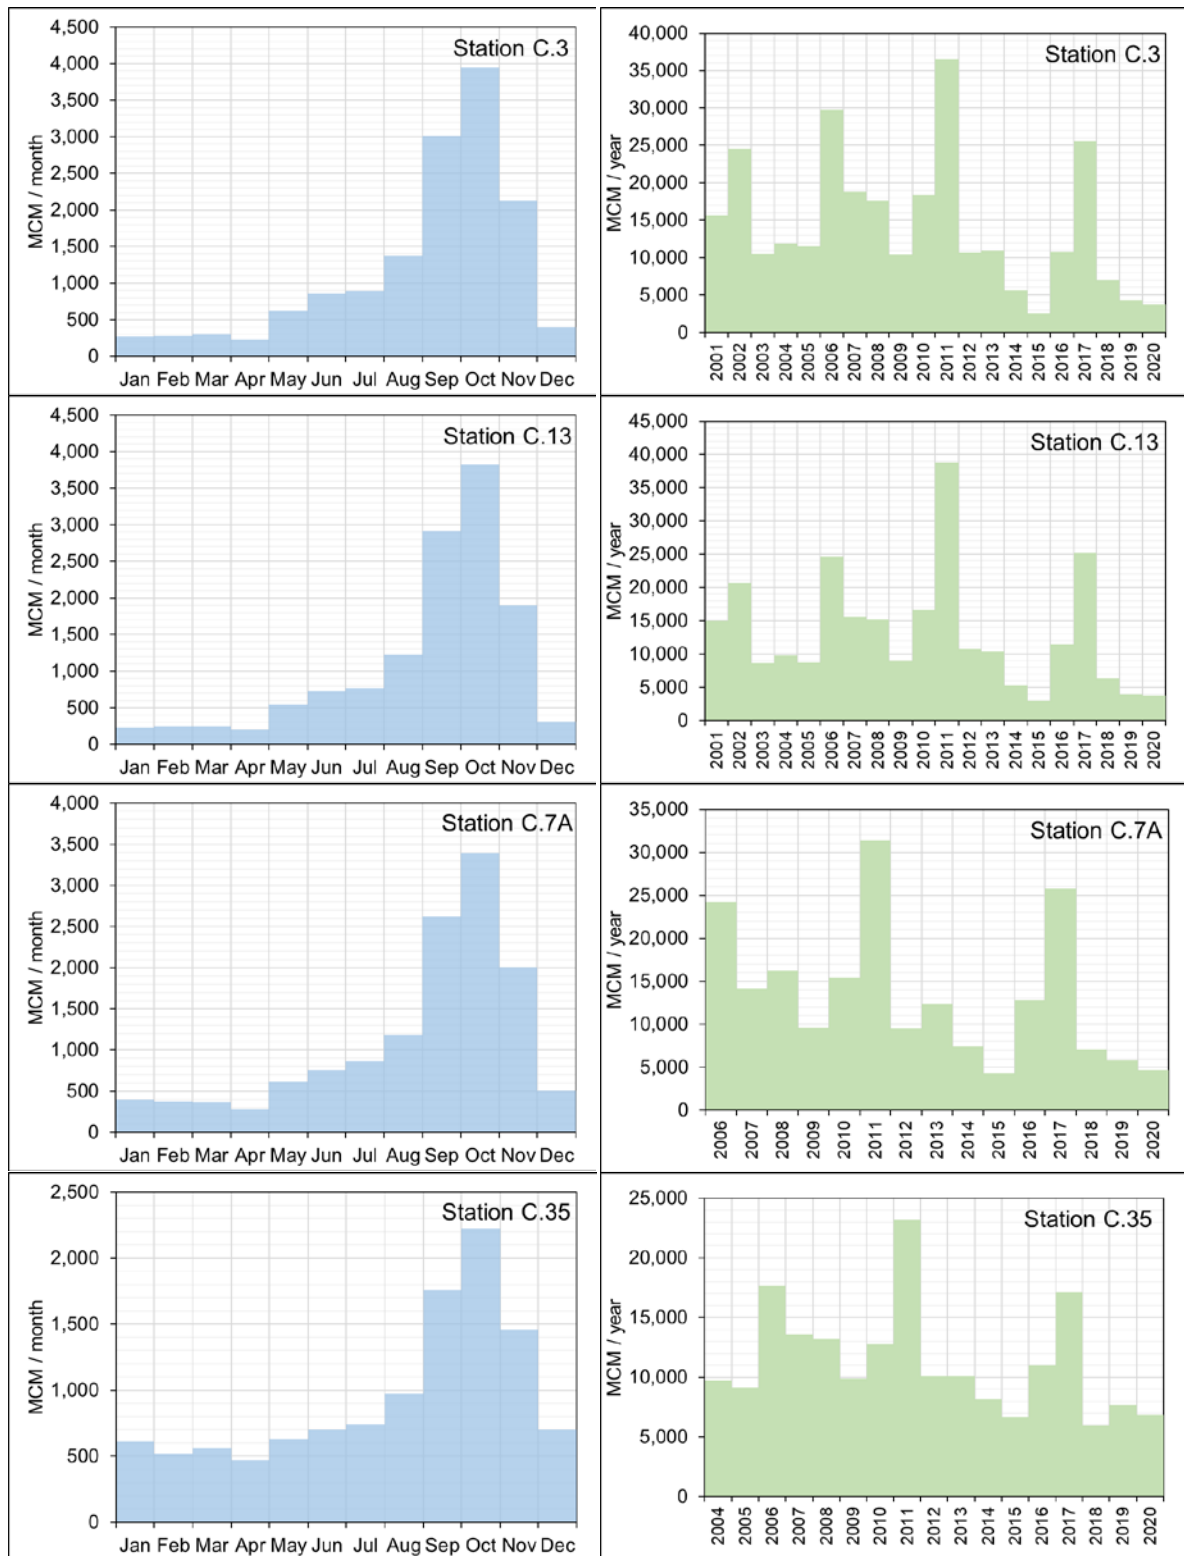 Station C.3
MCM / month
4,500
4,000
3,500
3,000
2,500
2,000
1,500
1,000
500
0
Jan Feb Mar Apr May Jun Jul Aug Sep Oct Nov Dec
Station C.3
MCM / year
40,000
35,000
30,000
25,000
20,000
15,000
10,000
5,000
0
2001 2002 2003 2004 2005 2006 2007 2008 2009 2010 2011 2012 2013 2014 2015 2016 2017 2018 2019 2020
Station C.13
MCM / month
4,500
4,000
3,500
3,000
2,500
2,000
1,500
1,000
500
0
Jan Feb Mar Apr May Jun Jul Aug Sep Oct Nov Dec
Station C.13
MCM / year
45,000
40,000
35,000
30,000
25,000
20,000
15,000
10,000
5,000
0
2001 2002 2003 2004 2005 2006 2007 2008 2009 2010 2011 2012 2013 2014 2015 2016 2017 2018 2019 2020
Station C.7A
MCM / month
4,000
3,500
3,000
2,500
2,000
1,500
1,000
500
0
Jan Feb Mar Apr May Jun Jul Aug Sep Oct Nov Dec
Station C.7A
MCM / year
35,000
30,000
25,000
20,000
15,000
10,000
5,000
0
2006 2007 2008 2009 2010 2011 2012 2013 2014 2015 2016 2017 2018 2019 2020
Station C.35
MCM / month
2,500
2,000
1,500
1,000
500
0
Jan Feb Mar Apr May Jun Jul Aug Sep Oct Nov Dec
Station C.35
MCM / year
25,000
20,000
15,000
10,000
5,000
0
2004 2005 2006 2007 2008 2009 2010 2011 2012 2013 2014 2015 2016 2017 2018 2019 2020